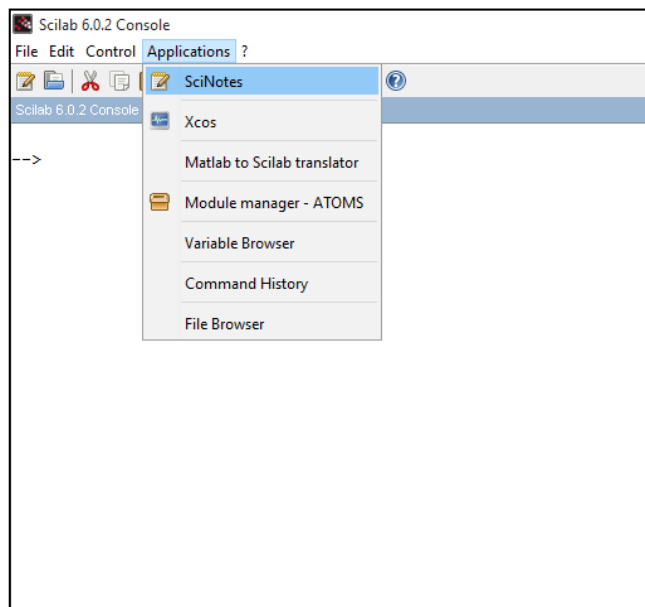 Scilab 6.0.2 Console
File Edit Control Applications ?
Scilab 6.0.2 Console
-->
SciNotes
Xcos
Matlab to Scilab translator
Module manager - ATOMS
Variable Browser
Command History
File Browser